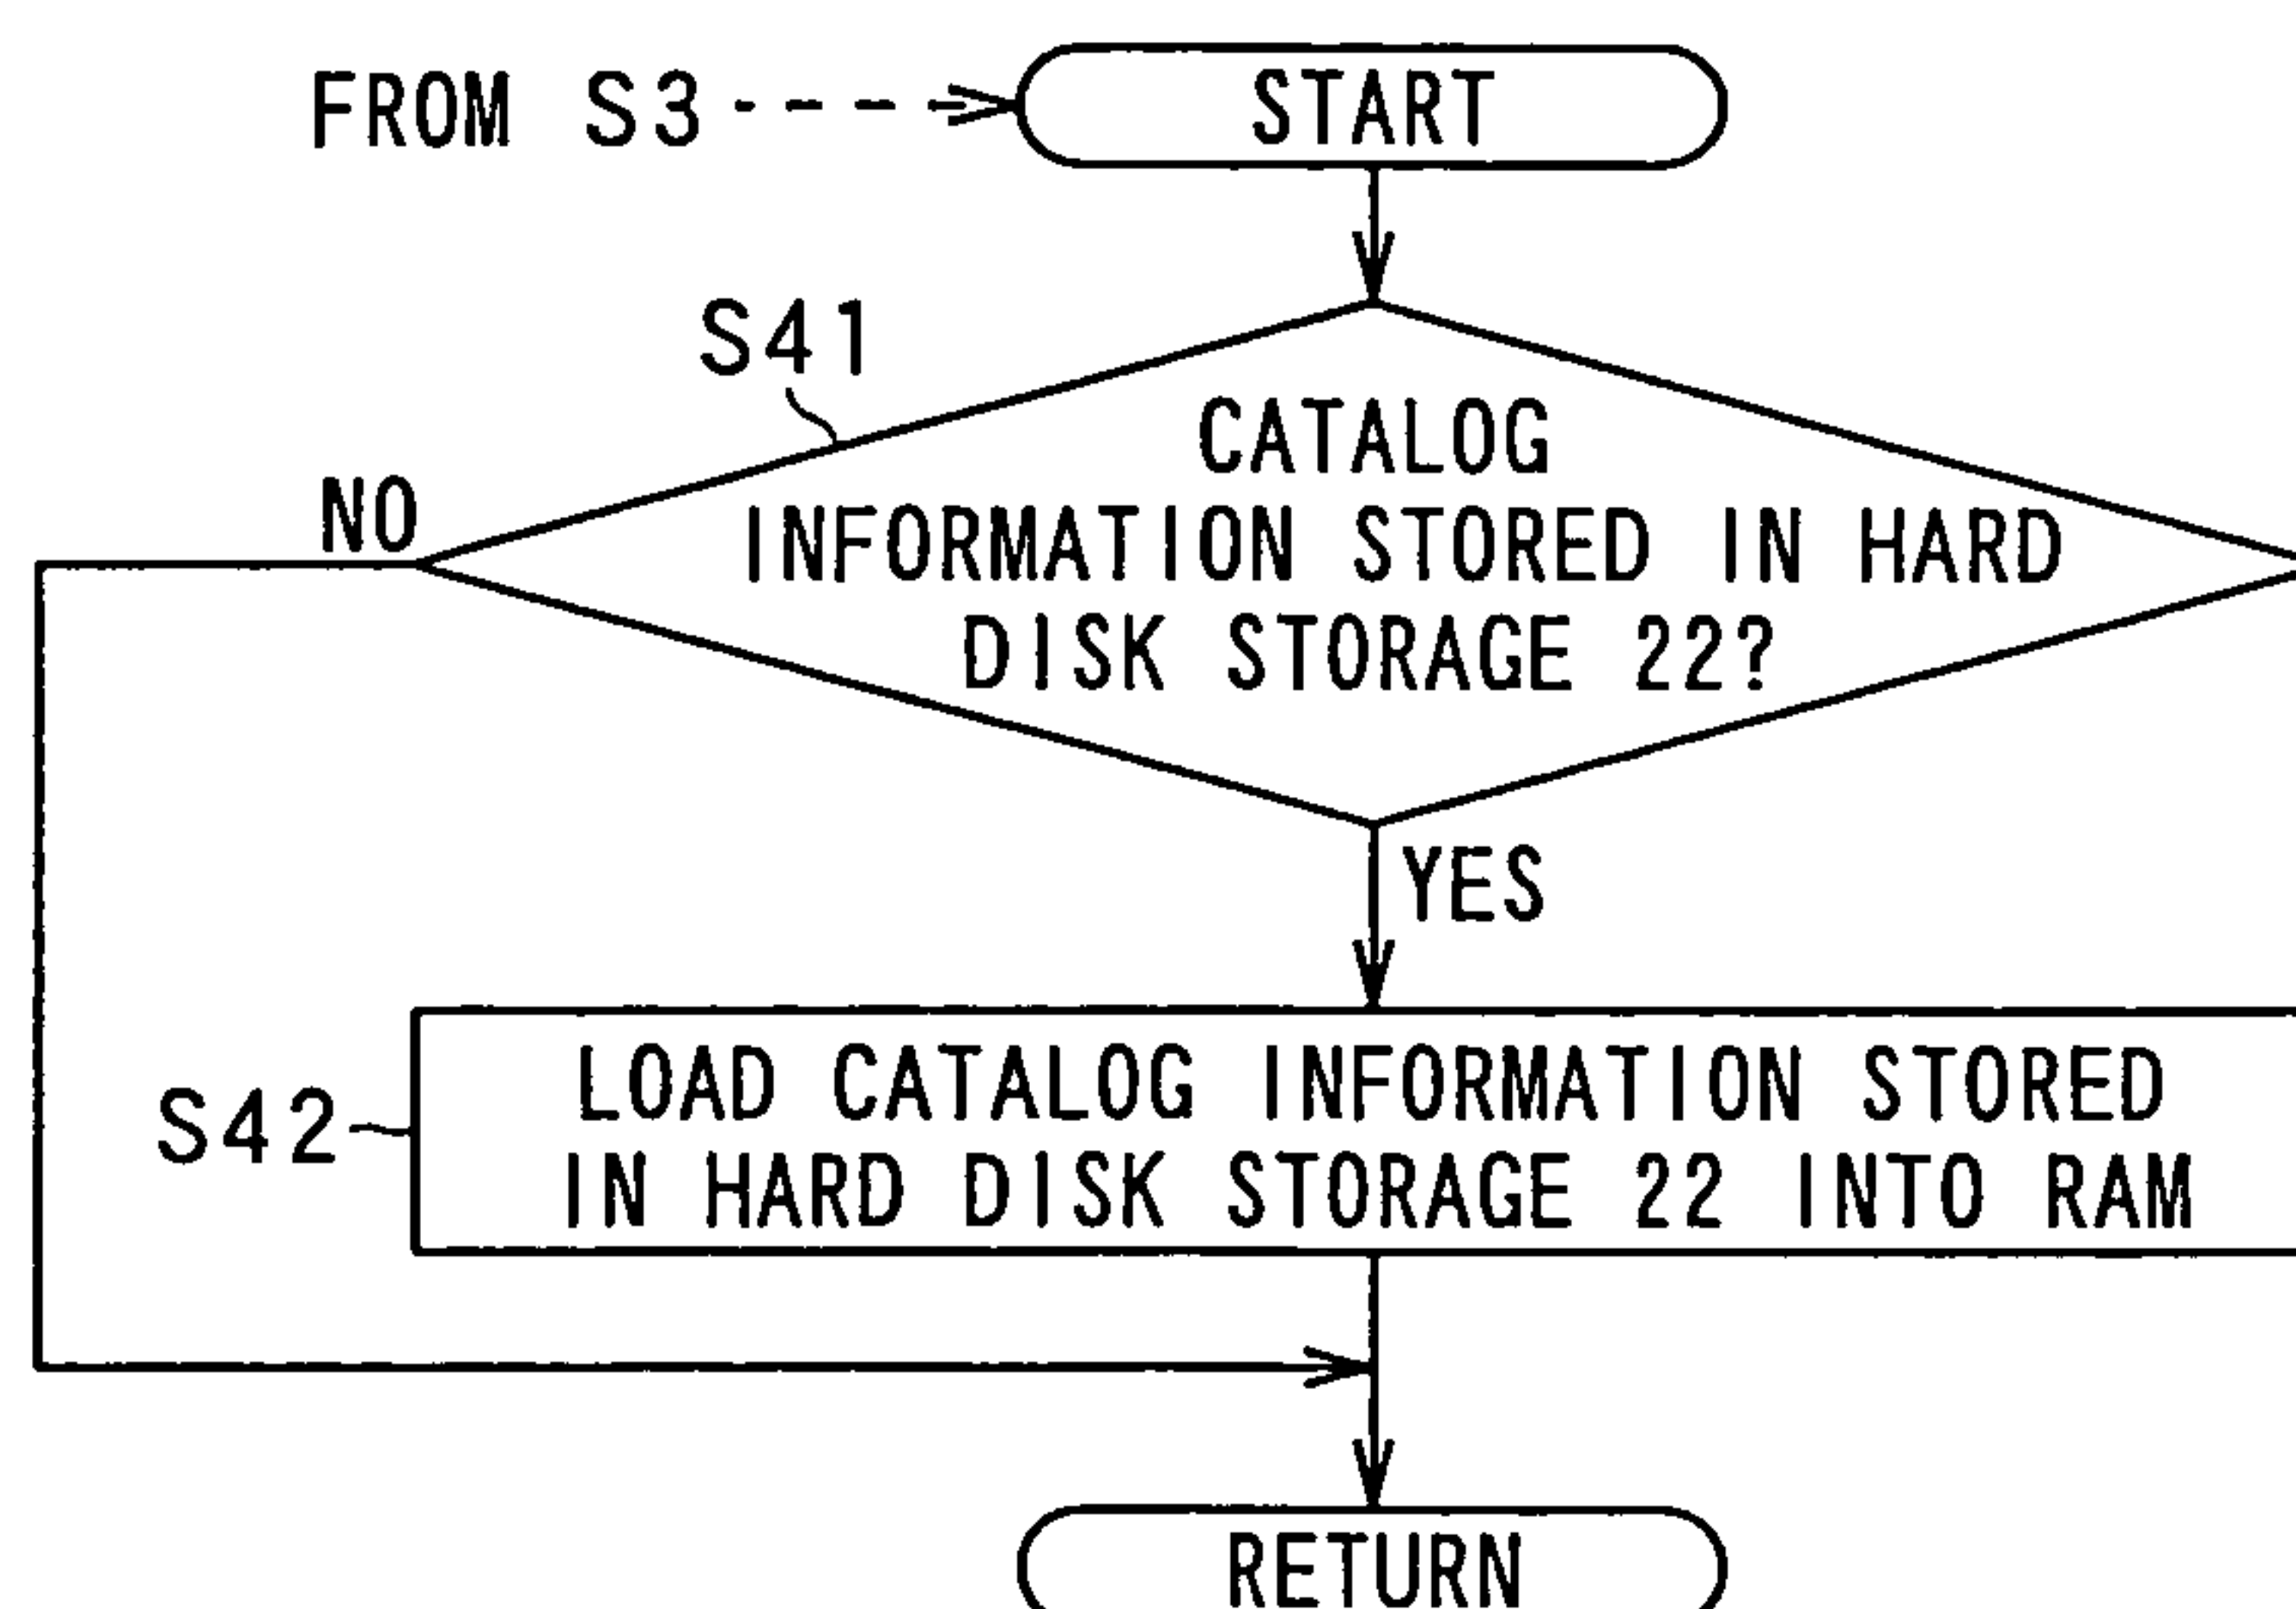 FROM S3
START
S41
CATALOG
INFORMATION STORED IN HARD
DISK STORAGE 22?
NO
YES
S42
LOAD CATALOG INFORMATION STORED
IN HARD DISK STORAGE 22 INTO RAM
RETURN